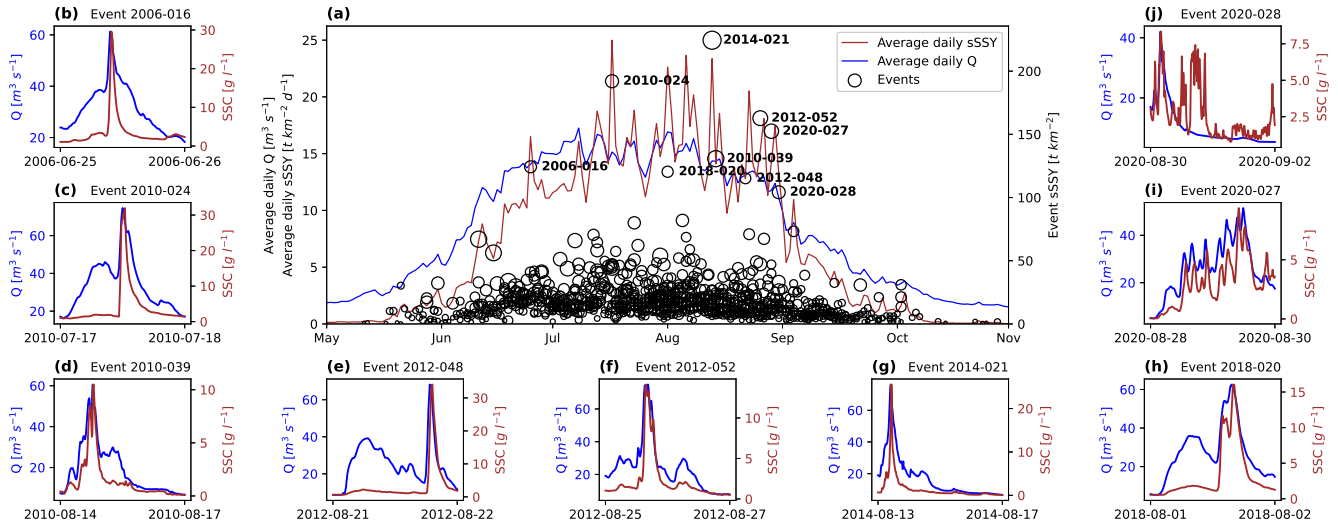 (b) Event 2006-016
60
40
20
Q [m³ s⁻¹]
30
20
10
0
SSC [g l⁻¹]
2006-06-25 2006-06-26
(a)
25
20
15
10
5
0
Average daily Q [m³ s⁻¹]
Average daily sSSY [t km⁻² d⁻¹]
200
150
100
50
0
Event sSSY [t km⁻²]
May Jun Jul Aug Sep Oct Nov
Average daily sSSY
Average daily Q
Events
2014-021
2010-024
2012-052
2020-027
2010-039
2006-016
2018-020
2012-048
2020-028
(j) Event 2020-028
40
20
Q [m³ s⁻¹]
7.5
5.0
2.5
SSC [g l⁻¹]
2020-08-30 2020-09-02
(c) Event 2010-024
60
40
20
Q [m³ s⁻¹]
30
20
10
0
SSC [g l⁻¹]
2010-07-17 2010-07-18
(i) Event 2020-027
40
20
Q [m³ s⁻¹]
5
0
SSC [g l⁻¹]
2020-08-28 2020-08-30
(d) Event 2010-039
60
40
20
Q [m³ s⁻¹]
10
5
0
SSC [g l⁻¹]
2010-08-14 2010-08-17
(e) Event 2012-048
60
40
20
Q [m³ s⁻¹]
30
20
10
0
SSC [g l⁻¹]
2012-08-21 2012-08-22
(f) Event 2012-052
60
40
20
Q [m³ s⁻¹]
10
5
0
SSC [g l⁻¹]
2012-08-25 2012-08-27
(g) Event 2014-021
60
40
20
Q [m³ s⁻¹]
20
10
0
SSC [g l⁻¹]
2014-08-13 2014-08-17
(h) Event 2018-020
60
40
20
Q [m³ s⁻¹]
15
10
5
0
SSC [g l⁻¹]
2018-08-01 2018-08-02